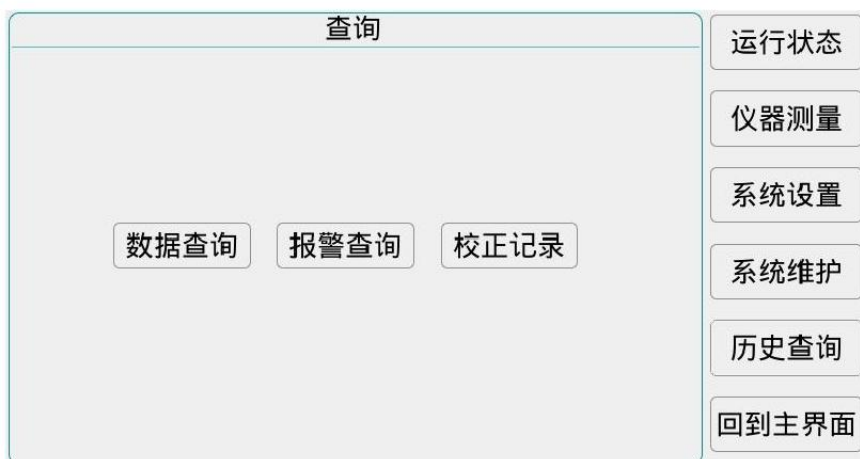 查询
数据查询 报警查询 校正记录
运行状态
仪器测量
系统设置
系统维护
历史查询
回到主界面